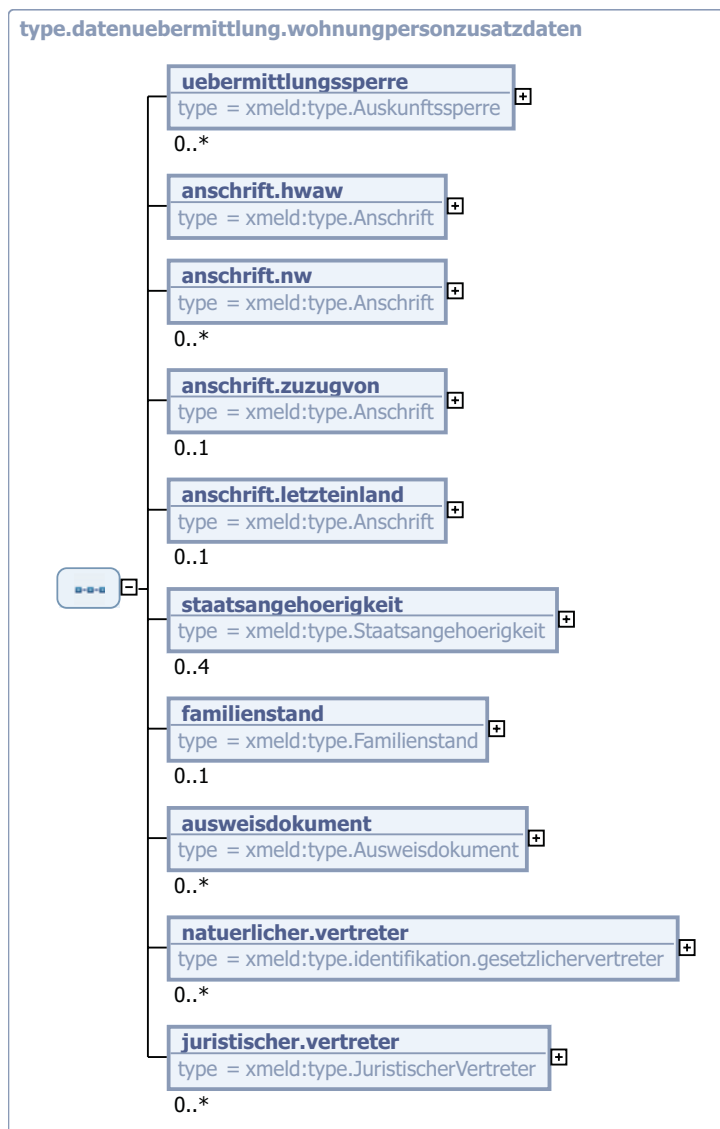 type.datenuebermittlung.wohnungpersonzusatzdaten
uebermittlungssperre
type = xmeld:type.Auskunftssperre
0..*
anschrift.hwaw
type = xmeld:type.Anschrift
anschrift.nw
type = xmeld:type.Anschrift
0..*
anschrift.zuzugvon
type = xmeld:type.Anschrift
0..1
anschrift.letzteinland
type = xmeld:type.Anschrift
0..1
staatsangehoerigkeit
type = xmeld:type.Staatsangehoerigkeit
0..4
familienstand
type = xmeld:type.Familienstand
0..1
ausweisdokument
type = xmeld:type.Ausweisdokument
0..*
natuerlicher.vertreter
type = xmeld:type.identifikation.gesetzlichervertreter
0..*
juristischer.vertreter
type = xmeld:type.JuristischerVertreter
0..*